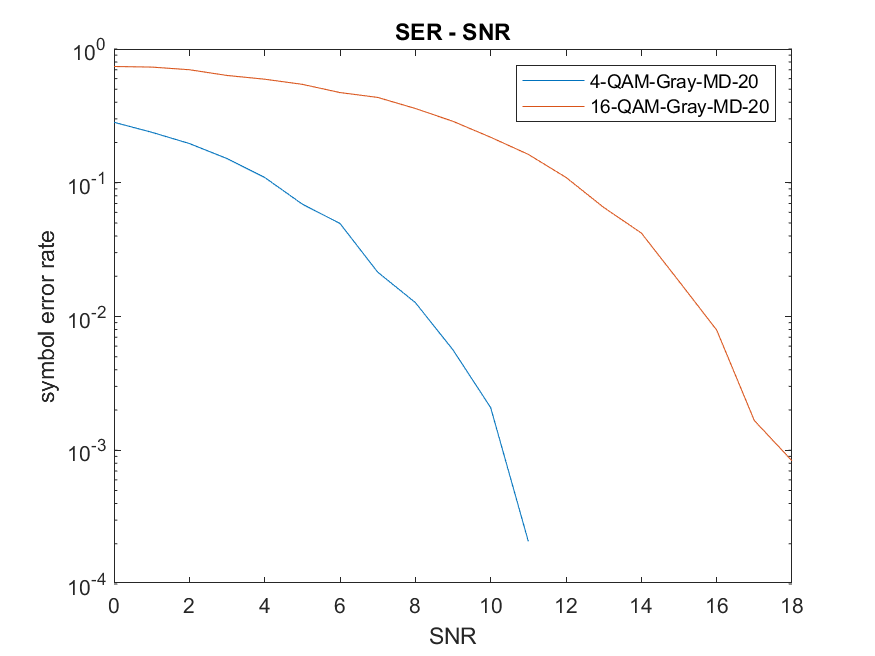 SER - SNR
10^0
10^-1
10^-2
10^-3
10^-4
symbol error rate
4-QAM-Gray-MD-20
16-QAM-Gray-MD-20
0 2 4 6 8 10 12 14 16 18
SNR